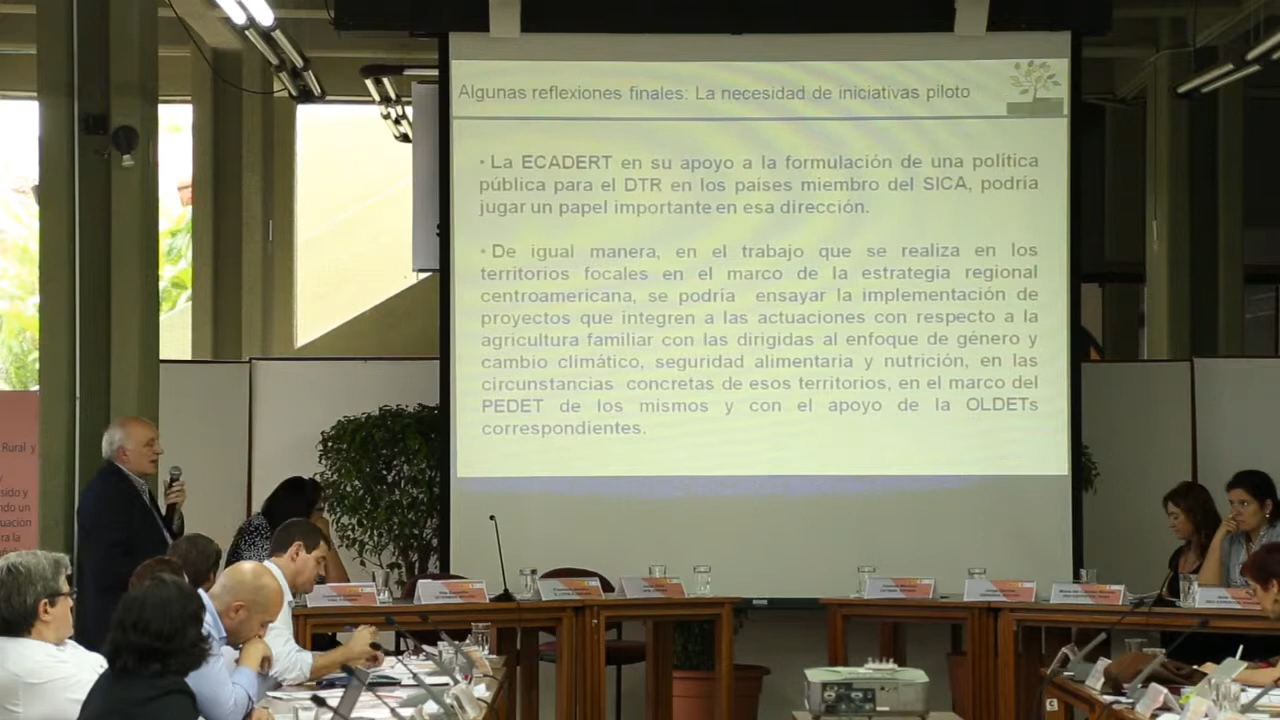 Algunas reflexiones finales: La necesidad de iniciativas piloto
• La ECADERT en su apoyo a la formulación de una política
pública para el DTR en los países miembro del SICA, podría
jugar un papel importante en esa dirección.
• De igual manera, en el trabajo que se realiza en los
territorios focales en el marco de la estrategia regional
centroamericana, se podría ensayar la implementación de
proyectos que integren a las actuaciones con respecto a la
agricultura familiar con las dirigidas al enfoque de género y
cambio climático, seguridad alimentaria y nutrición, en las
circunstancias concretas de esos territorios, en el marco del
PEDET de los mismos y con el apoyo de la OLDETs
correspondientes.
Rural y
y
sido y
ndo un
uación
ra la